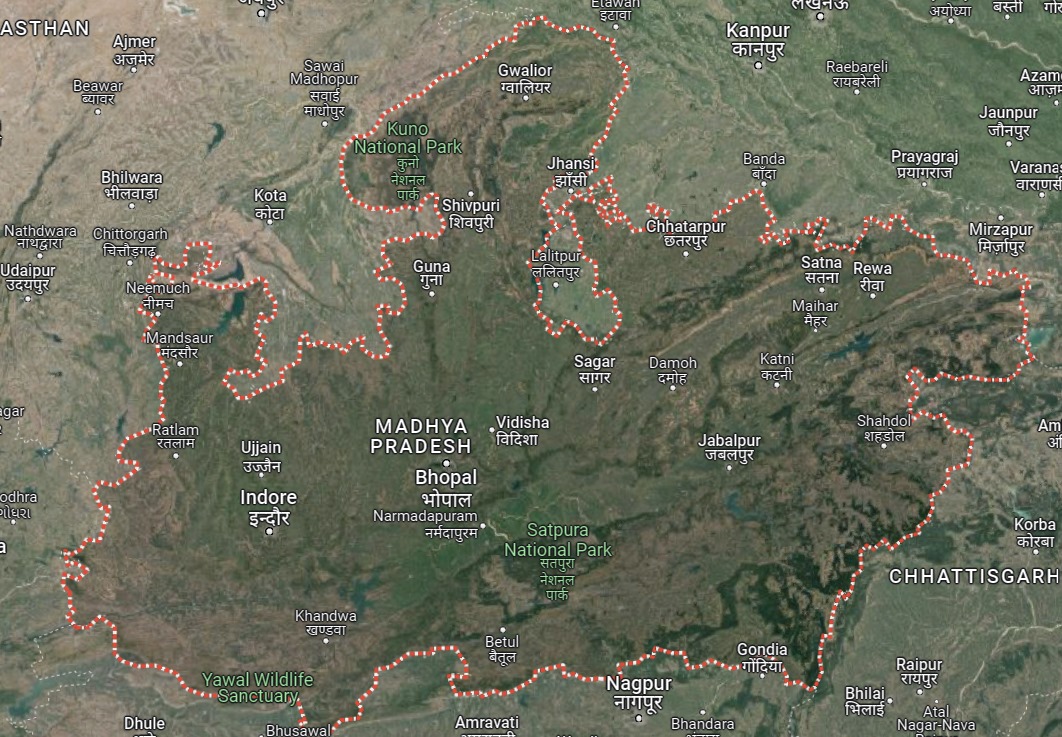 Etawah
इटावा
लखनऊ
अयोध्या
बस्ती
ASTHAN
Ajmer
अजमेर
Kanpur
कानपुर
Beawar
ब्यावर
Sawai
Madhopur
सवाई
माधोपुर
Gwalior
ग्वालियर
Raebareli
रायबरेली
Azam
Jaunpur
जौनपुर
Kuno
National Park
कुनो
नेशनल
पार्क
Bhilwara
भीलवाड़ा
Kota
कोटा
Jhansi
झाँसी
Banda
बाँदा
Prayagraj
प्रयागराज
Varanas
वाराणसी
Shivpuri
शिवपुरी
Nathdwara
नाथद्वारा
Chittorgarh
चित्तौड़गढ़
Chhatarpur
छतरपुर
Mirzapur
मिर्ज़ापुर
Udaipur
उदयपुर
Neemuch
नीमच
Guna
गुना
Lalitpur
ललितपुर
Satna
सतना
Rewa
रीवा
Maihar
मैहर
Mandsaur
मंदसौर
Sagar
सागर
Damoh
दमोह
Katni
कटनी
agar
Ratlam
रतलाम
Ujjain
उज्जैन
MADHYA
PRADESH
Vidisha
विदिशा
Jabalpur
जबलपुर
Shahdol
शहडोल
Am
Bhopal
भोपाल
Indore
इन्दौर
odhra
Narmadapuram
नर्मदापुरम
Satpura
National Park
सतपुरा
नेशनल
पार्क
Korba
कोरबा
a
CHHATTISGARH
Khandwa
खण्डवा
Betul
बैतूल
Gondia
गोंदिया
Yawal Wildlife
Sanctuary
Nagpur
नागपुर
Raipur
रायपुर
Bhilai
भिलाई
Atal
Nagar-Nava
Dhule
Bhusawal
Amravati
Bhandara